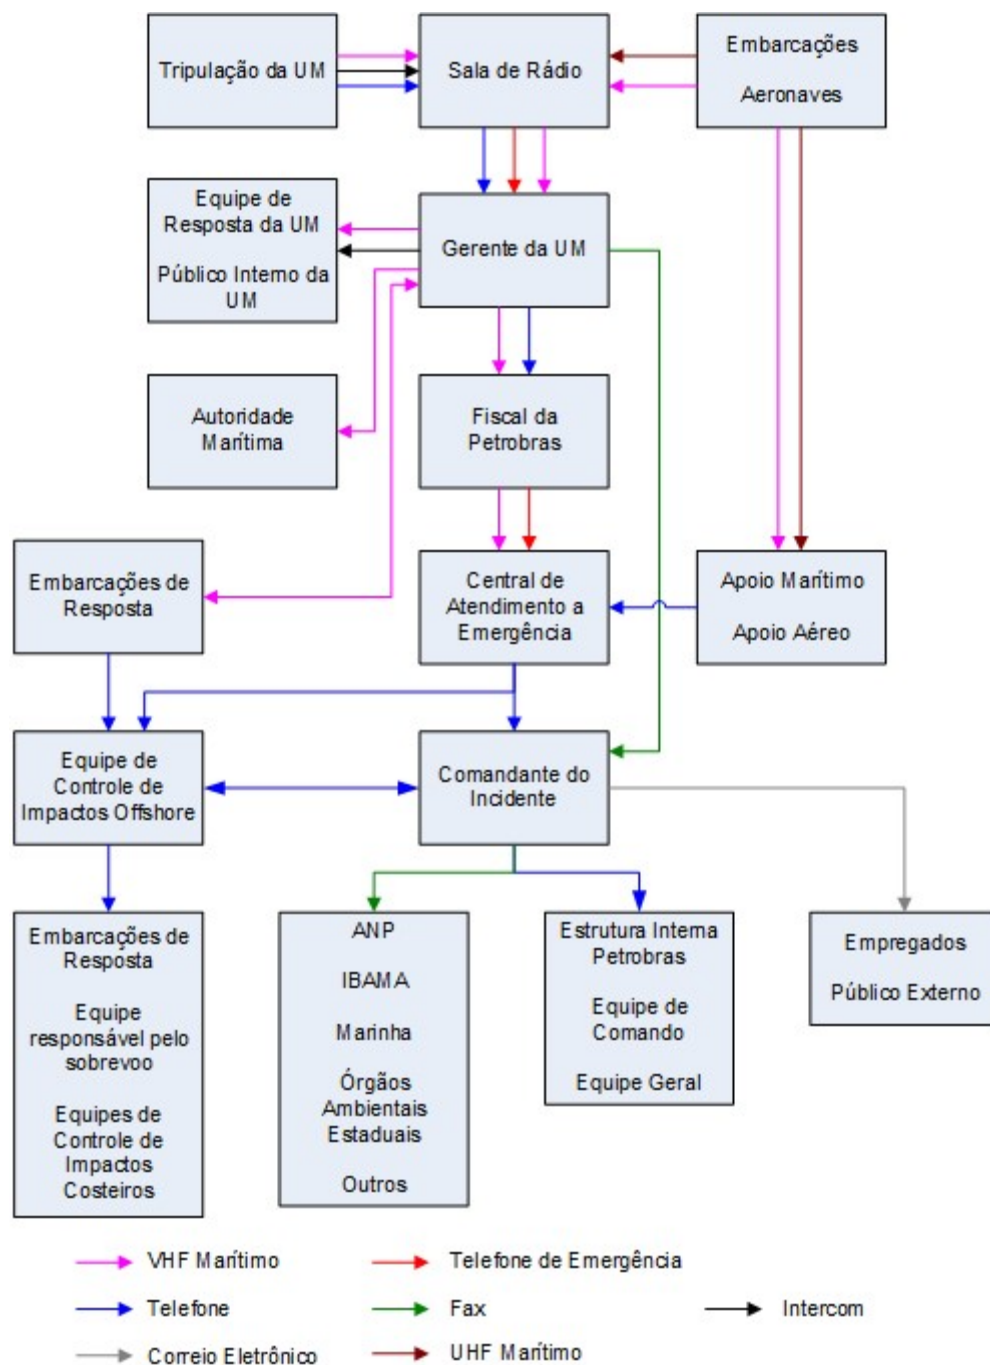 Tripulação da UM
Sala de Rádio
Embarcações
Aeronaves
Equipe de
Resposta da UM
Público Interno da
UM
Gerente da UM
Autoridade
Marítima
Fiscal da
Petrobras
Embarcações de
Resposta
Central de
Atendimento a
Emergência
Apoio Marítimo
Apoio Aéreo
Equipe de
Controle de
Impactos Offshore
Comandante do
Incidente
Embarcações de
Resposta
Equipe
responsável pelo
sobrevoo
Equipes de
Controle de
Impactos
Costeiros
ANP
IBAMA
Marinha
Órgãos
Ambientais
Estaduais
Outros
Estrutura Interna
Petrobras
Equipe de
Comando
Equipe Geral
Empregados
Público Externo
VHF Marítimo
Telefone de Emergência
Telefone
Fax
Intercom
Correio Eletrônico
UHF Marítimo